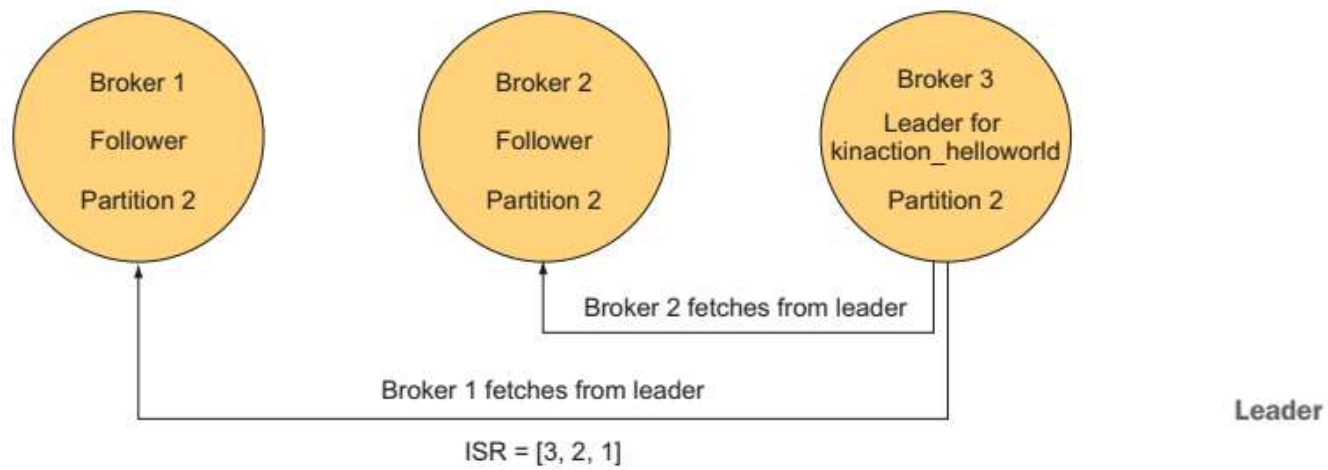 Broker 1
Follower
Partition 2
Broker 2
Follower
Partition 2
Broker 3
Leader for
kinaction_helloworld
Partition 2
Broker 2 fetches from leader
Broker 1 fetches from leader
ISR = [3, 2, 1]
Leader